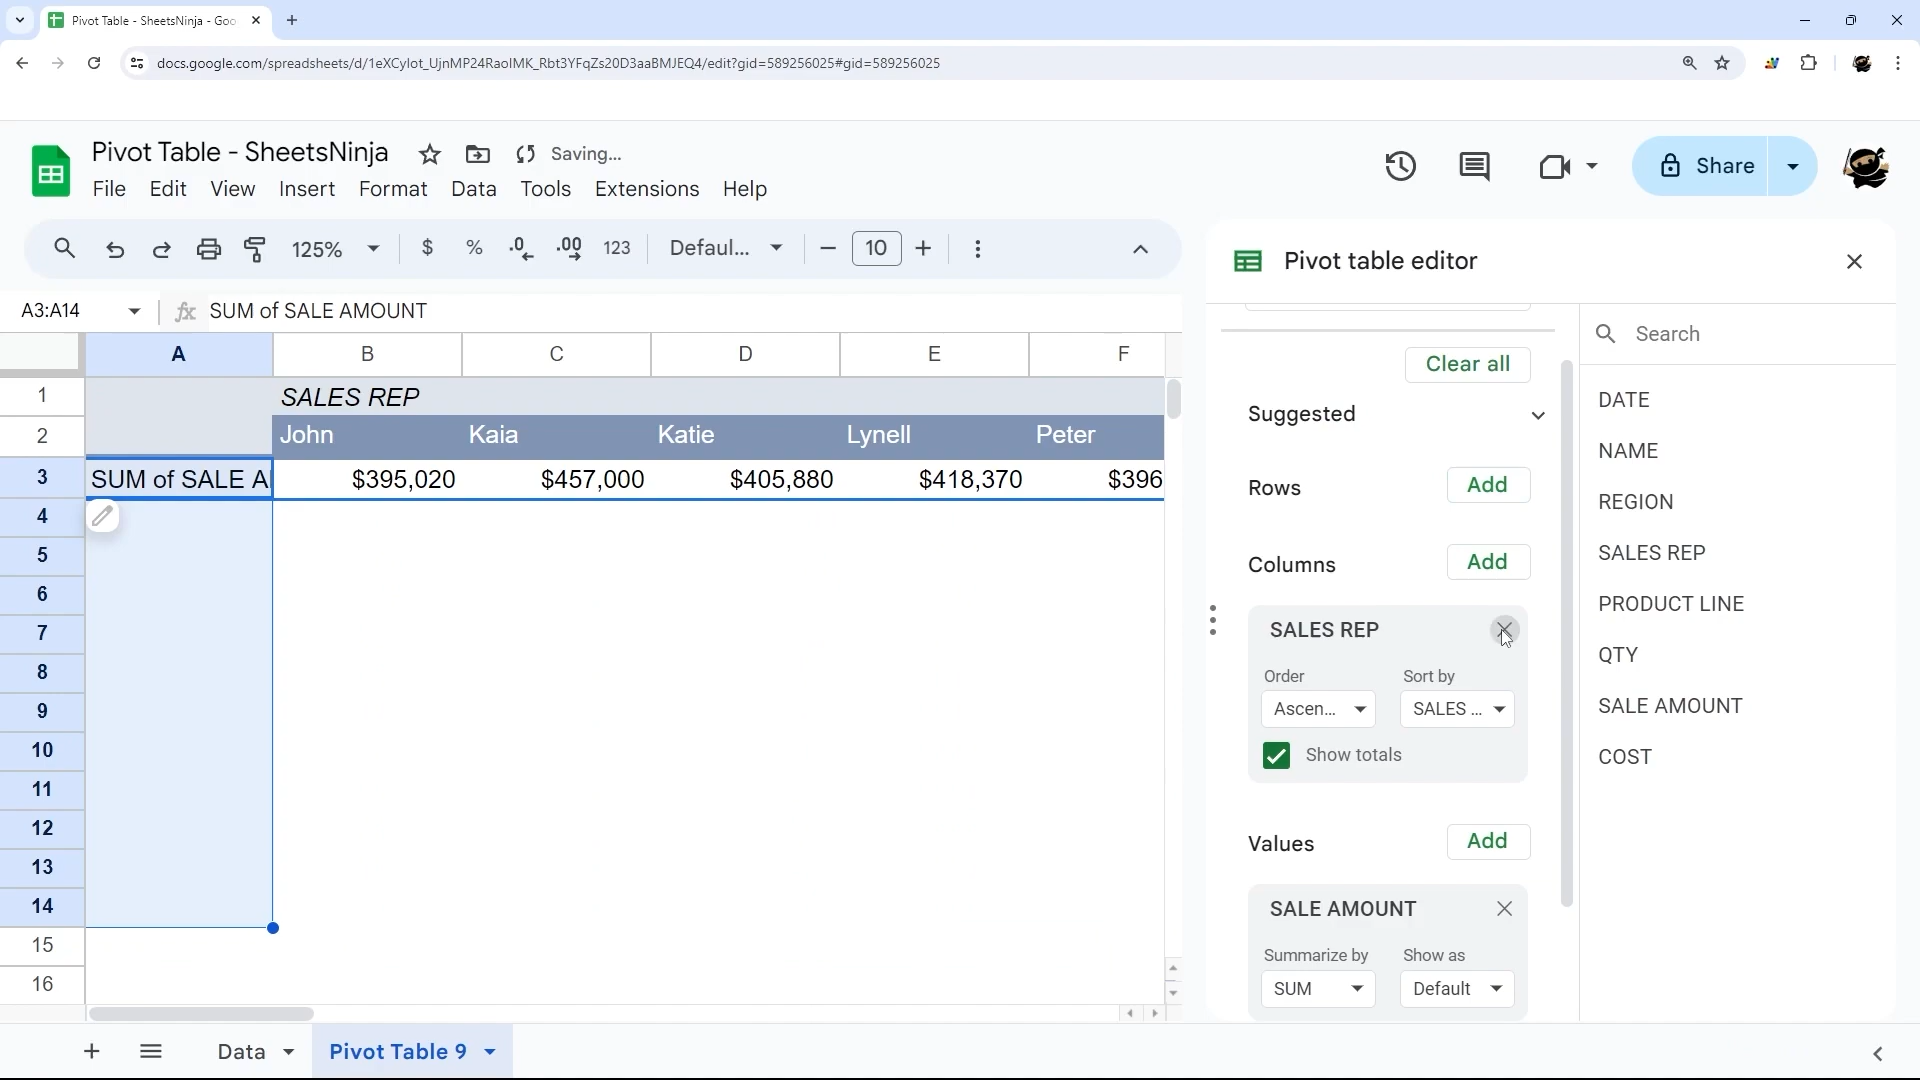 Pivot Table - SheetsNinja - Goo
docs.google.com/spreadsheets/d/1eXCylot_UjnMP24RaoIMK_Rbt3YFqZs20D3aaBMJEQ4/edit?gid=589256025#gid=589256025
Pivot Table - SheetsNinja Saving...
File Edit View Insert Format Data Tools Extensions Help
Share
125% $ % .0 .00 123 Defaul... 10
Pivot table editor
A3:A14 fx SUM of SALE AMOUNT
Search
A B C D E F
Clear all
1 SALES REP
DATE
Suggested
2 John Kaia Katie Lynell Peter
NAME
3 SUM of SALE A $395,020 $457,000 $405,880 $418,370 $396
Rows Add
REGION
4
5
Columns Add
SALES REP
6
PRODUCT LINE
7
SALES REP
QTY
8
Order Sort by
9
Ascen... SALES ...
SALE AMOUNT
10
Show totals
COST
11
12
Values Add
13
14
SALE AMOUNT
15
Summarize by Show as
16
SUM Default
Data Pivot Table 9